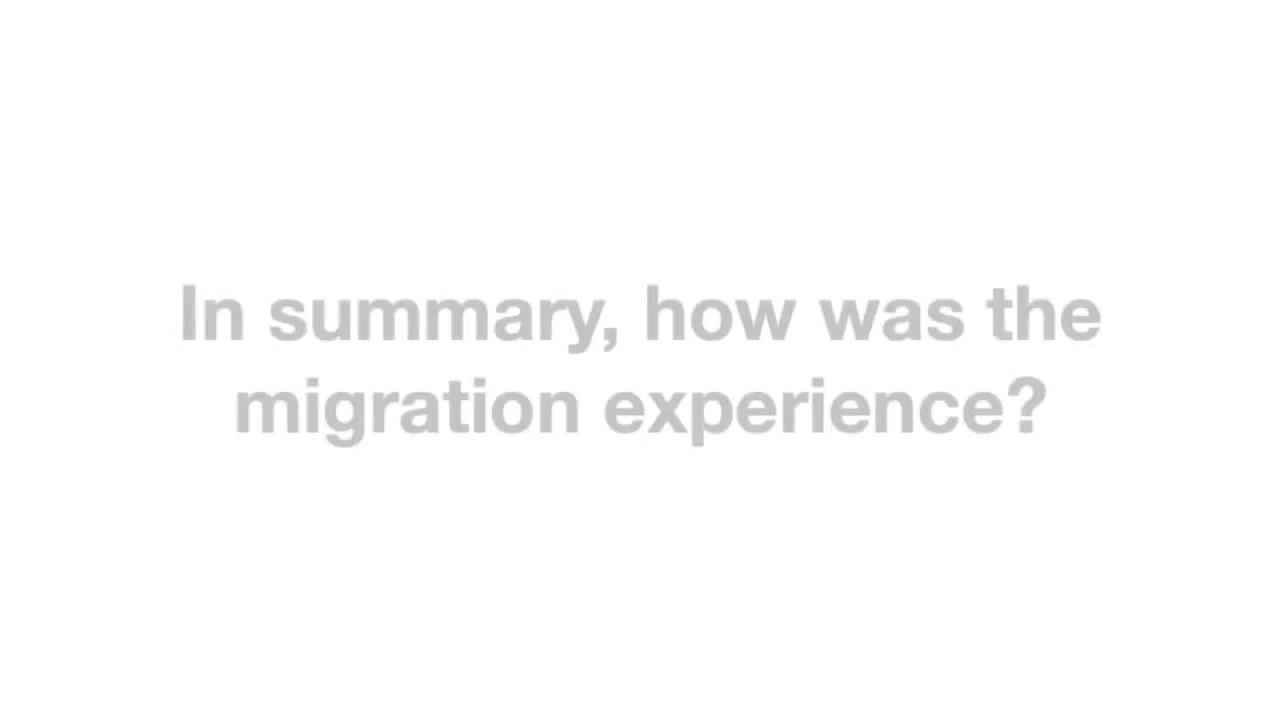 In summary, how was the
migration experience?